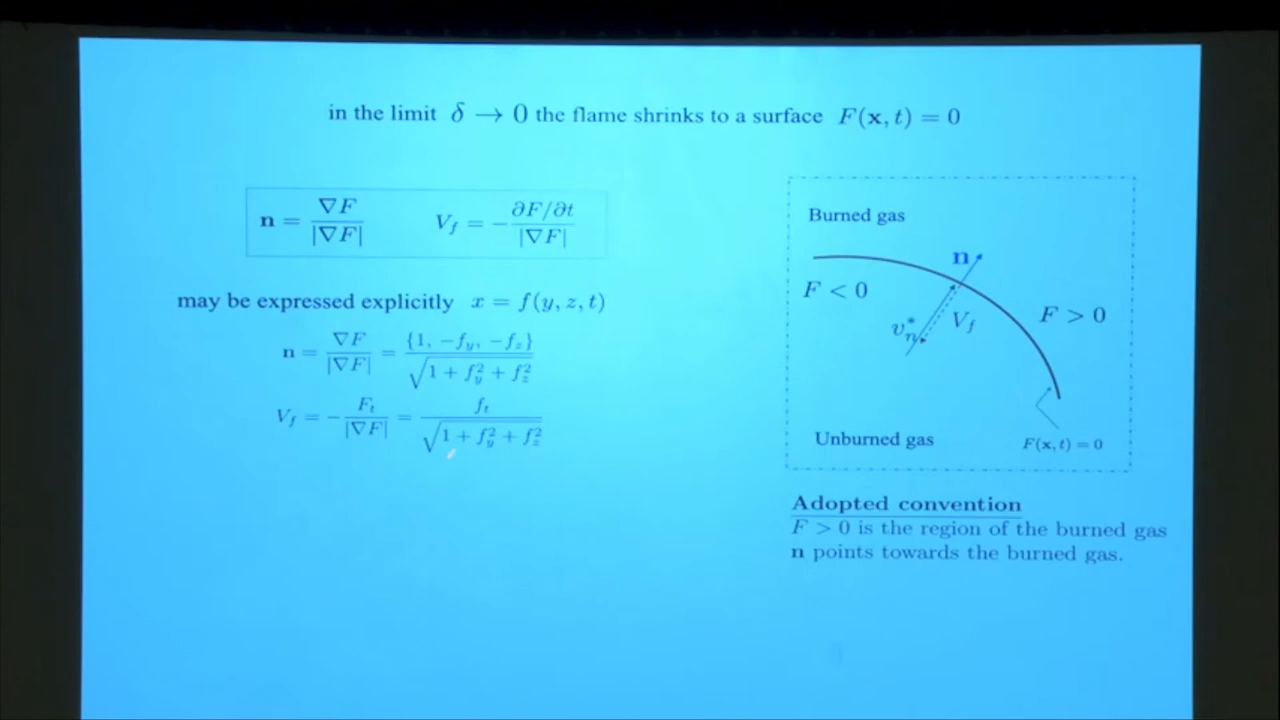 in the limit δ → 0 the flame shrinks to a surface F(x, t) = 0
n = ∇F / |∇F| V_f = − ∂F/∂t / |∇F|
may be expressed explicitly x = f(y, z, t)
n = ∇F / |∇F| = {1, −f_y, −f_z} / √(1 + f_y² + f_z²)
V_f = − F_t / |∇F| = f_t / √(1 + f_y² + f_z²)
Burned gas
n
F < 0
F > 0
v_n^*
V_f
Unburned gas
F(x, t) = 0
Adopted convention
F > 0 is the region of the burned gas
n points towards the burned gas.